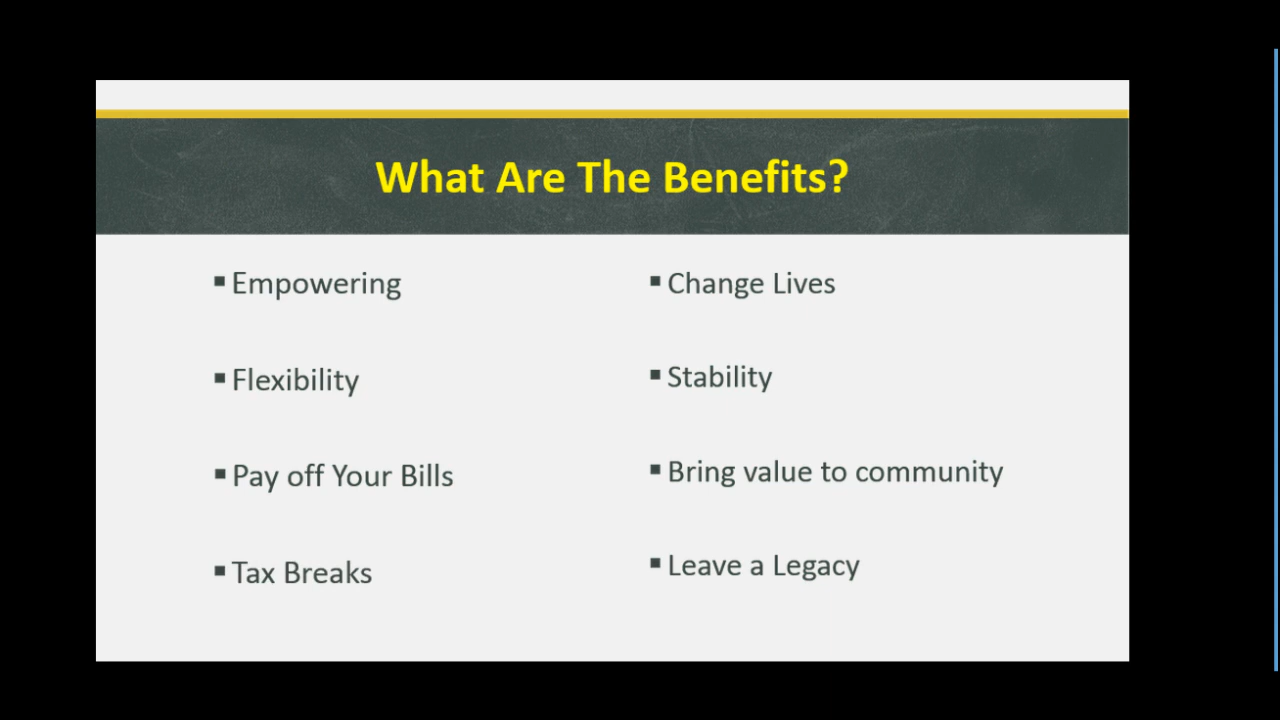 What Are The Benefits?
▪ Empowering
▪ Flexibility
▪ Pay off Your Bills
▪ Tax Breaks
▪ Change Lives
▪ Stability
▪ Bring value to community
▪ Leave a Legacy